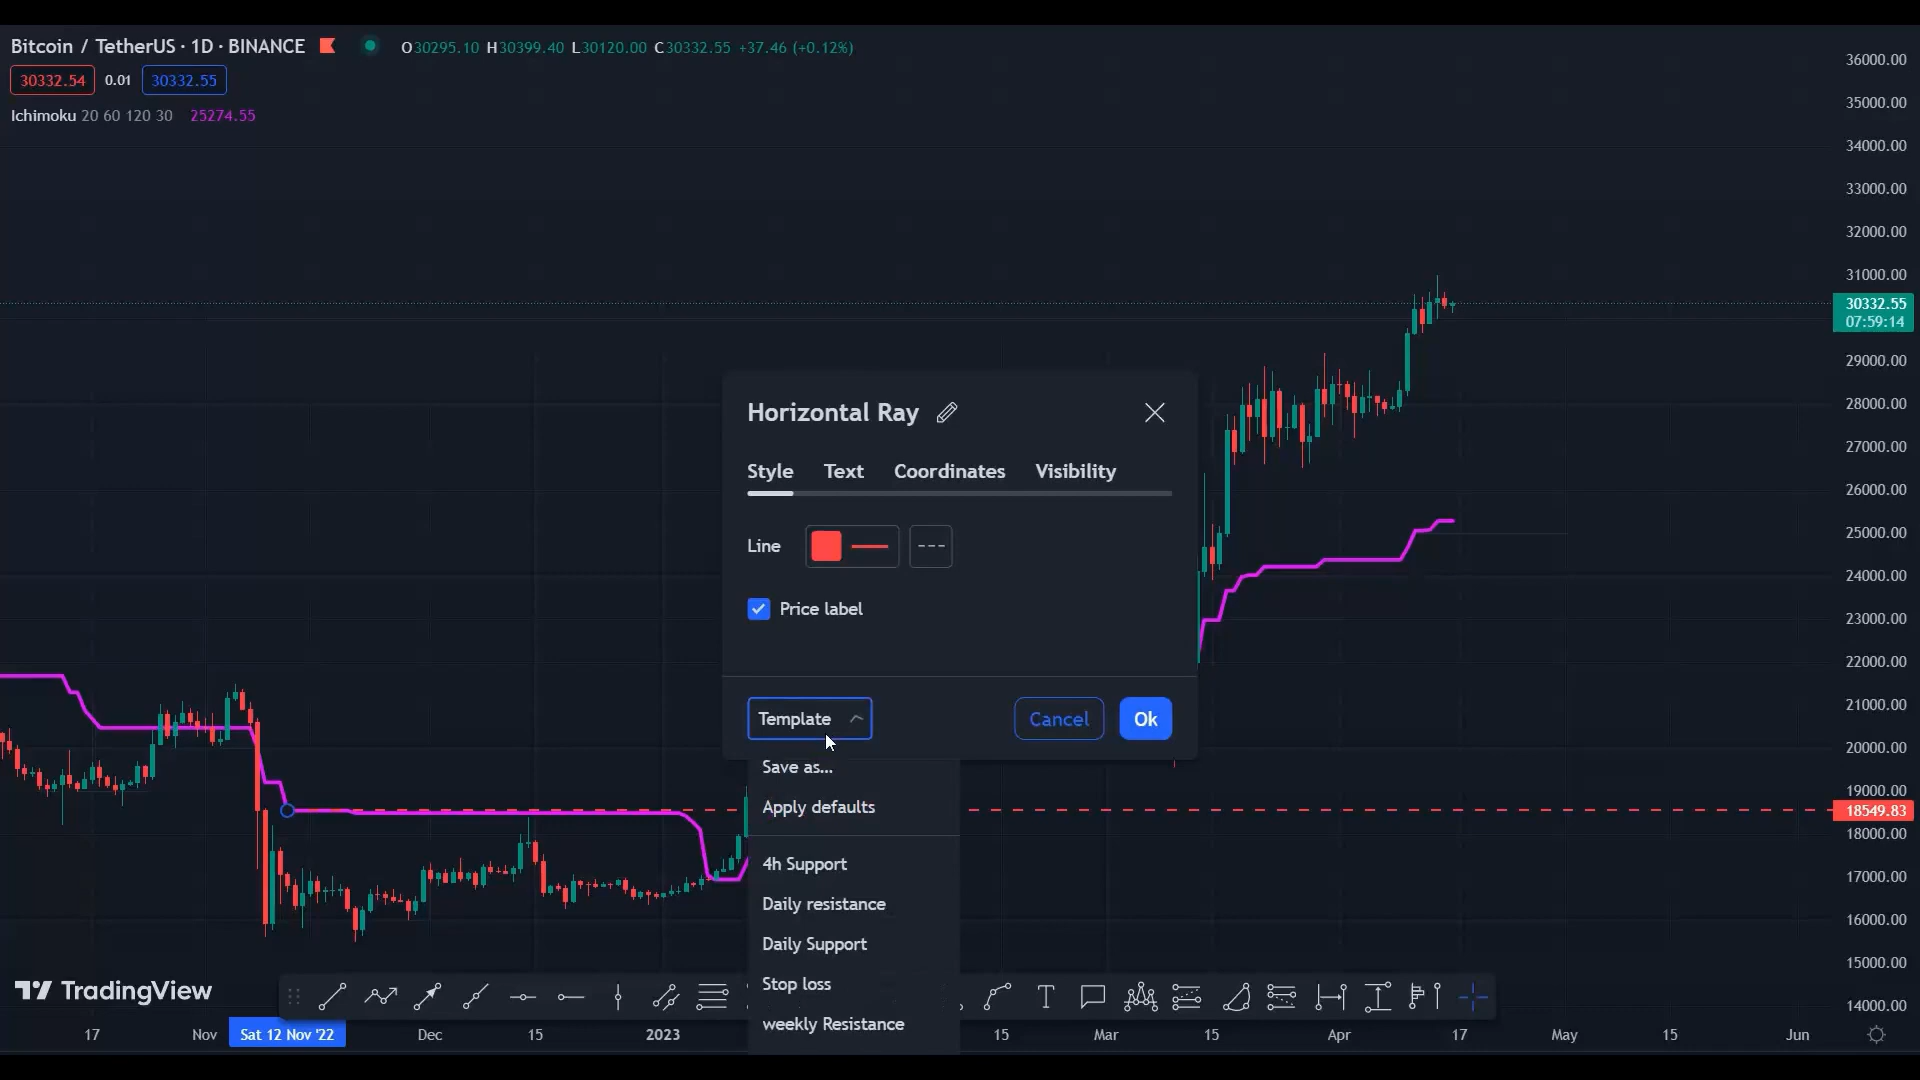 Bitcoin / TetherUS · 1D · BINANCE O30295.10 H30399.40 L30120.00 C30332.55 +37.46 (+0.12%)
30332.54 0.01 30332.55
Ichimoku 20 60 120 30 25274.55
36000.00
35000.00
34000.00
33000.00
32000.00
31000.00
30332.55
07:59:14
29000.00
28000.00
27000.00
26000.00
25000.00
24000.00
23000.00
22000.00
21000.00
20000.00
19000.00
18549.83
18000.00
17000.00
16000.00
15000.00
14000.00
Horizontal Ray
Style Text Coordinates Visibility
Line
Price label
Template Cancel Ok
Save as...
Apply defaults
4h Support
Daily resistance
Daily Support
Stop loss
weekly Resistance
TradingView
17 Nov Sat 12 Nov '22 Dec 15 2023 15 Mar 15 Apr 17 May 15 Jun